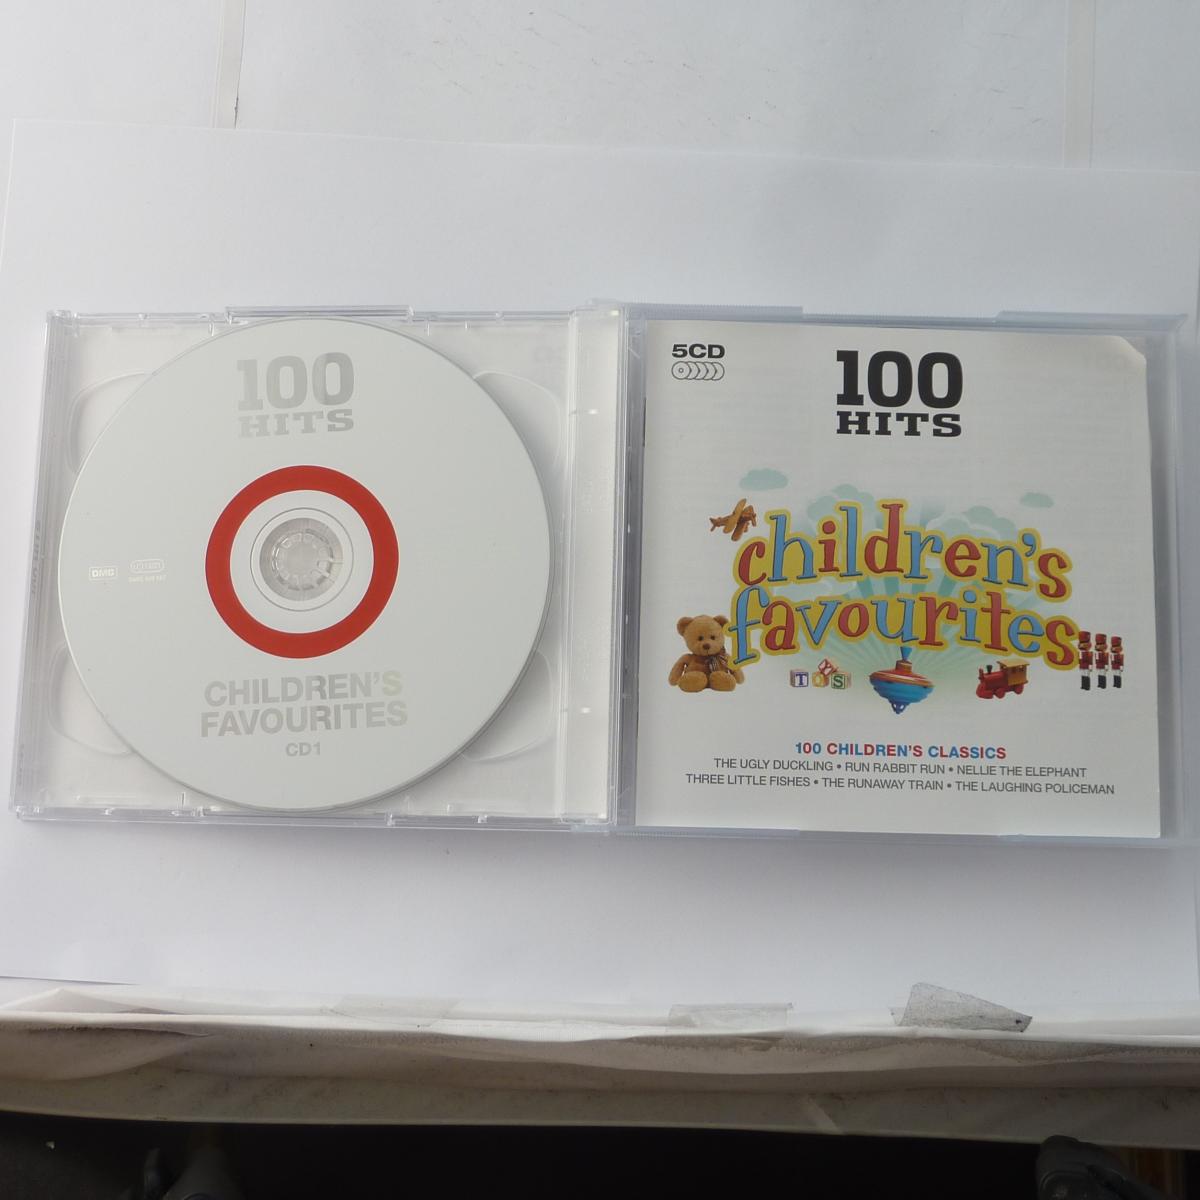 100
HITS
DMG
CHILDREN'S
FAVOURITES
CD1
5CD
100
HITS
children's
favourites
TOYS
100 CHILDREN'S CLASSICS
THE UGLY DUCKLING • RUN RABBIT RUN • NELLIE THE ELEPHANT
THREE LITTLE FISHES • THE RUNAWAY TRAIN • THE LAUGHING POLICEMAN